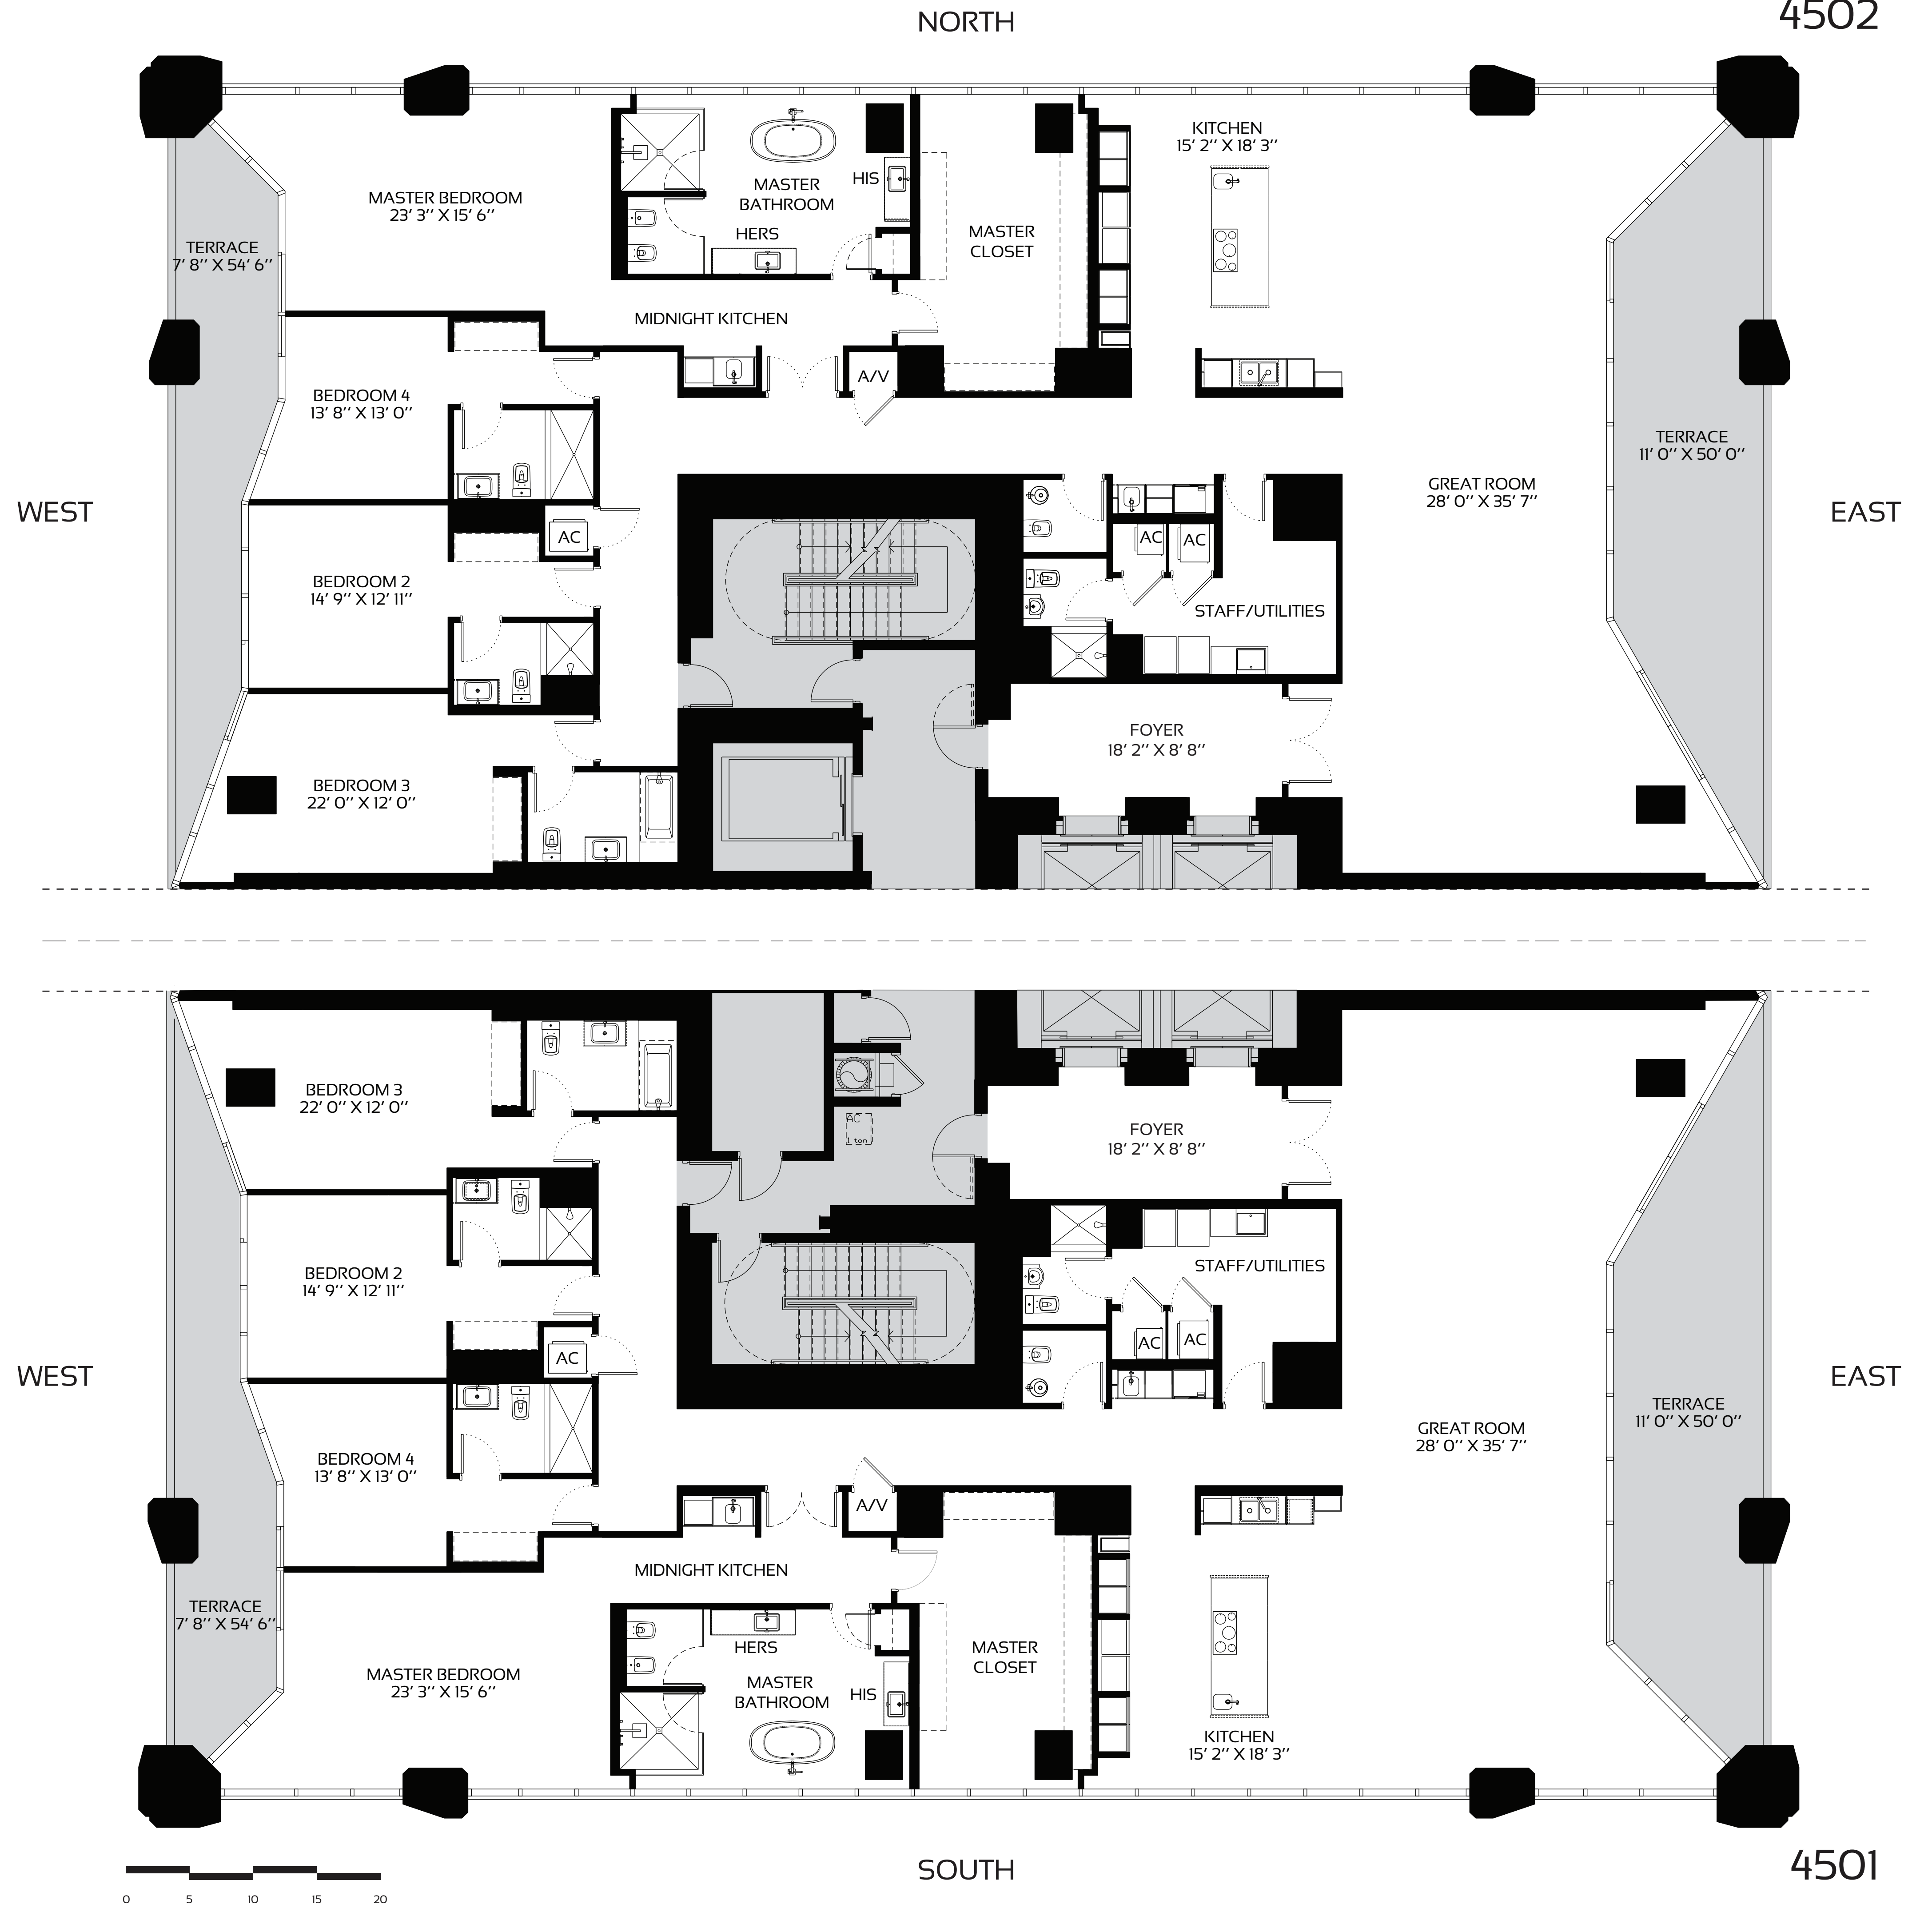 NORTH
4502
KITCHEN
15' 2'' X 18' 3''
MASTER BEDROOM
23' 3'' X 15' 6''
MASTER
BATHROOM
HIS
HERS
MASTER
CLOSET
TERRACE
7' 8'' X 54' 6''
MIDNIGHT KITCHEN
A/V
BEDROOM 4
13' 8'' X 13' 0''
TERRACE
11' 0'' X 50' 0''
GREAT ROOM
28' 0'' X 35' 7''
WEST
EAST
AC
AC
AC
BEDROOM 2
14' 9'' X 12' 11''
STAFF/UTILITIES
FOYER
18' 2'' X 8' 8''
BEDROOM 3
22' 0'' X 12' 0''
BEDROOM 3
22' 0'' X 12' 0''
AC
1 ton
FOYER
18' 2'' X 8' 8''
BEDROOM 2
14' 9'' X 12' 11''
STAFF/UTILITIES
AC
AC
AC
WEST
EAST
TERRACE
11' 0'' X 50' 0''
GREAT ROOM
28' 0'' X 35' 7''
BEDROOM 4
13' 8'' X 13' 0''
A/V
MIDNIGHT KITCHEN
TERRACE
7' 8'' X 54' 6''
HERS
MASTER
CLOSET
MASTER BEDROOM
23' 3'' X 15' 6''
MASTER
BATHROOM
HIS
KITCHEN
15' 2'' X 18' 3''
SOUTH
4501
0 5 10 15 20